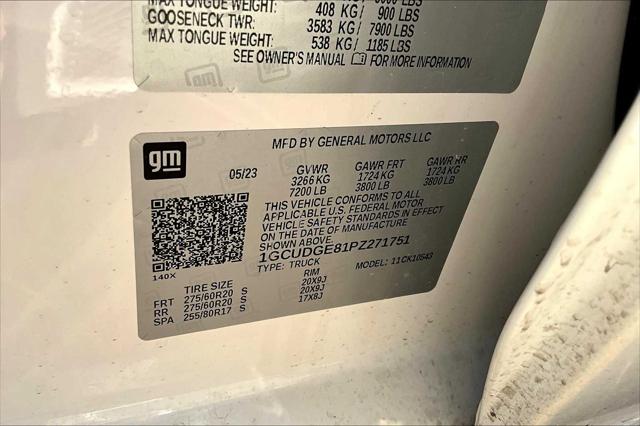 MAX TONGUE WEIGHT: 408 KG / 900 LBS
GOOSENECK TWR: 3583 KG / 7900 LBS
MAX TONGUE WEIGHT: 538 KG / 1185 LBS
SEE OWNER'S MANUAL FOR MORE INFORMATION
gm
MFD BY GENERAL MOTORS LLC
05/23 GVWR GAWR FRT GAWR RR
3266 KG 1724 KG 1724 KG
7200 LB 3800 LB 3800 LB
THIS VEHICLE CONFORMS TO ALL
APPLICABLE U.S. FEDERAL MOTOR
VEHICLE SAFETY STANDARDS IN EFFECT
ON THE DATE OF MANUFACTURE
SHOWN ABOVE.
1GCUDGE81PZ271751
140X
TYPE: TRUCK MODEL: 11CK10543
TIRE SIZE RIM
FRT 275/60R20 S 20X9J
RR 275/60R20 S 20X9J
SPA 255/80R17 S 17X8J